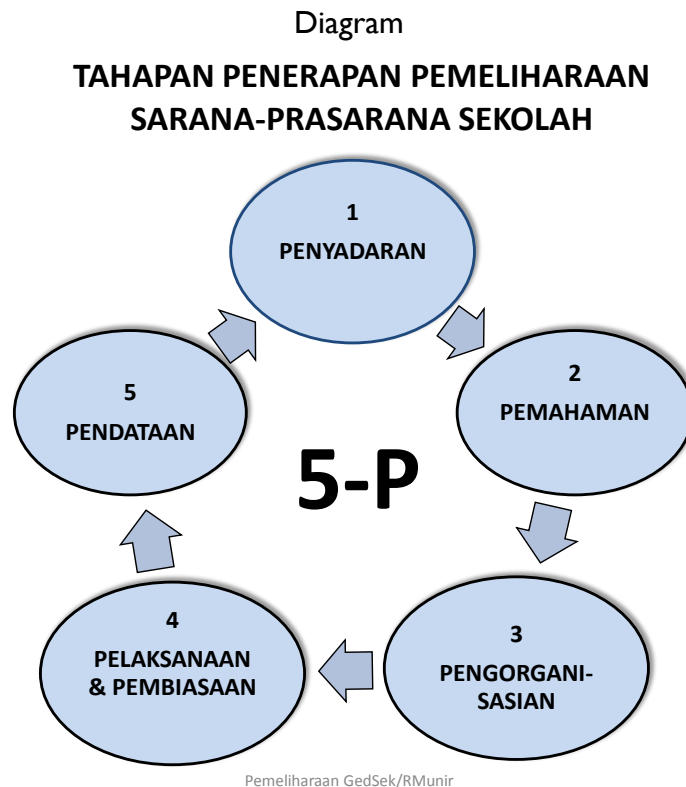 Diagram
TAHAPAN PENERAPAN PEMELIHARAAN
SARANA-PRASARANA SEKOLAH
1
PENYADARAN
2
PEMAHAMAN
3
PENGORGANI-
SASIAN
4
PELAKSANAAN
& PEMBIASAAN
5
PENDATAAN
5-P
Pemeliharaan GedSek/RMunir